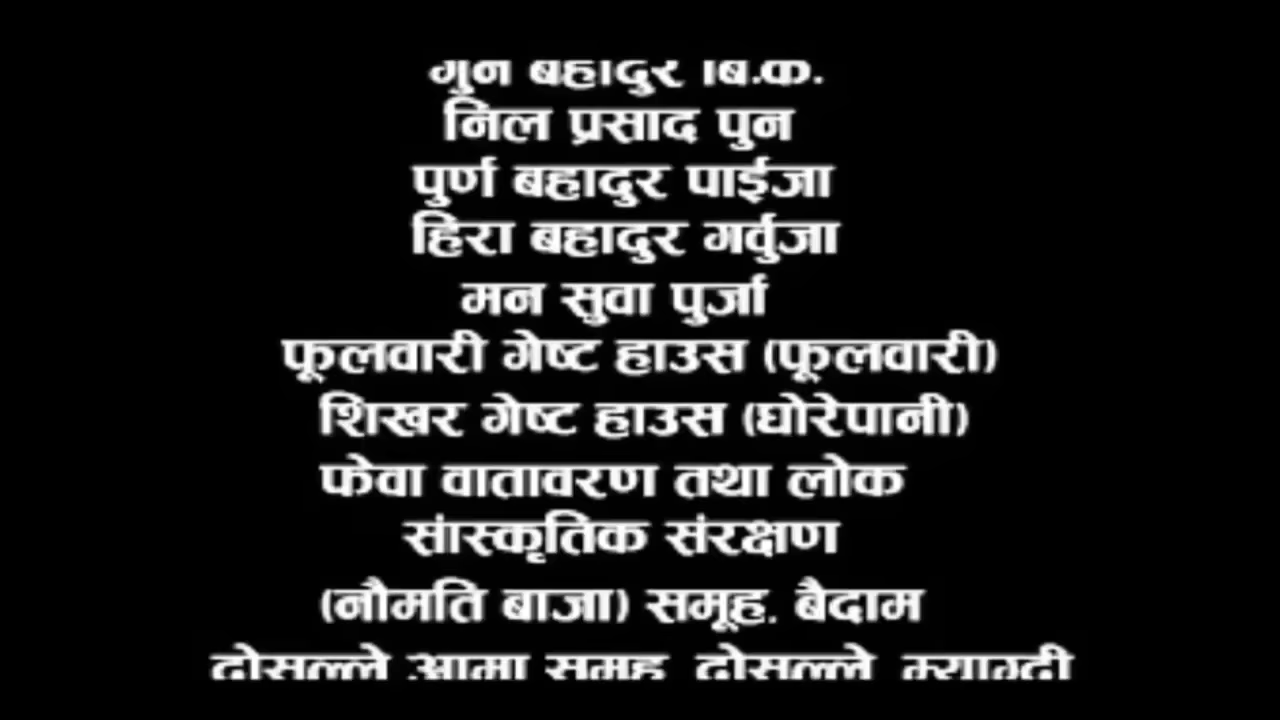 गुन बहादुर बि.क.
निल प्रसाद पुन
पुर्ण बहादुर पाईजा
हिरा बहादुर गर्वुजा
मन सुवा पुर्जा
फूलवारी गेष्ट हाउस (फूलवारी)
शिखर गेष्ट हाउस (घोरेपानी)
फेवा वातावरण तथा लोक
सांस्कृतिक संरक्षण
(नौमति बाजा) समूह, बैदाम
दोसल्ले आमा समूह, दोसल्ले, म्याग्दी